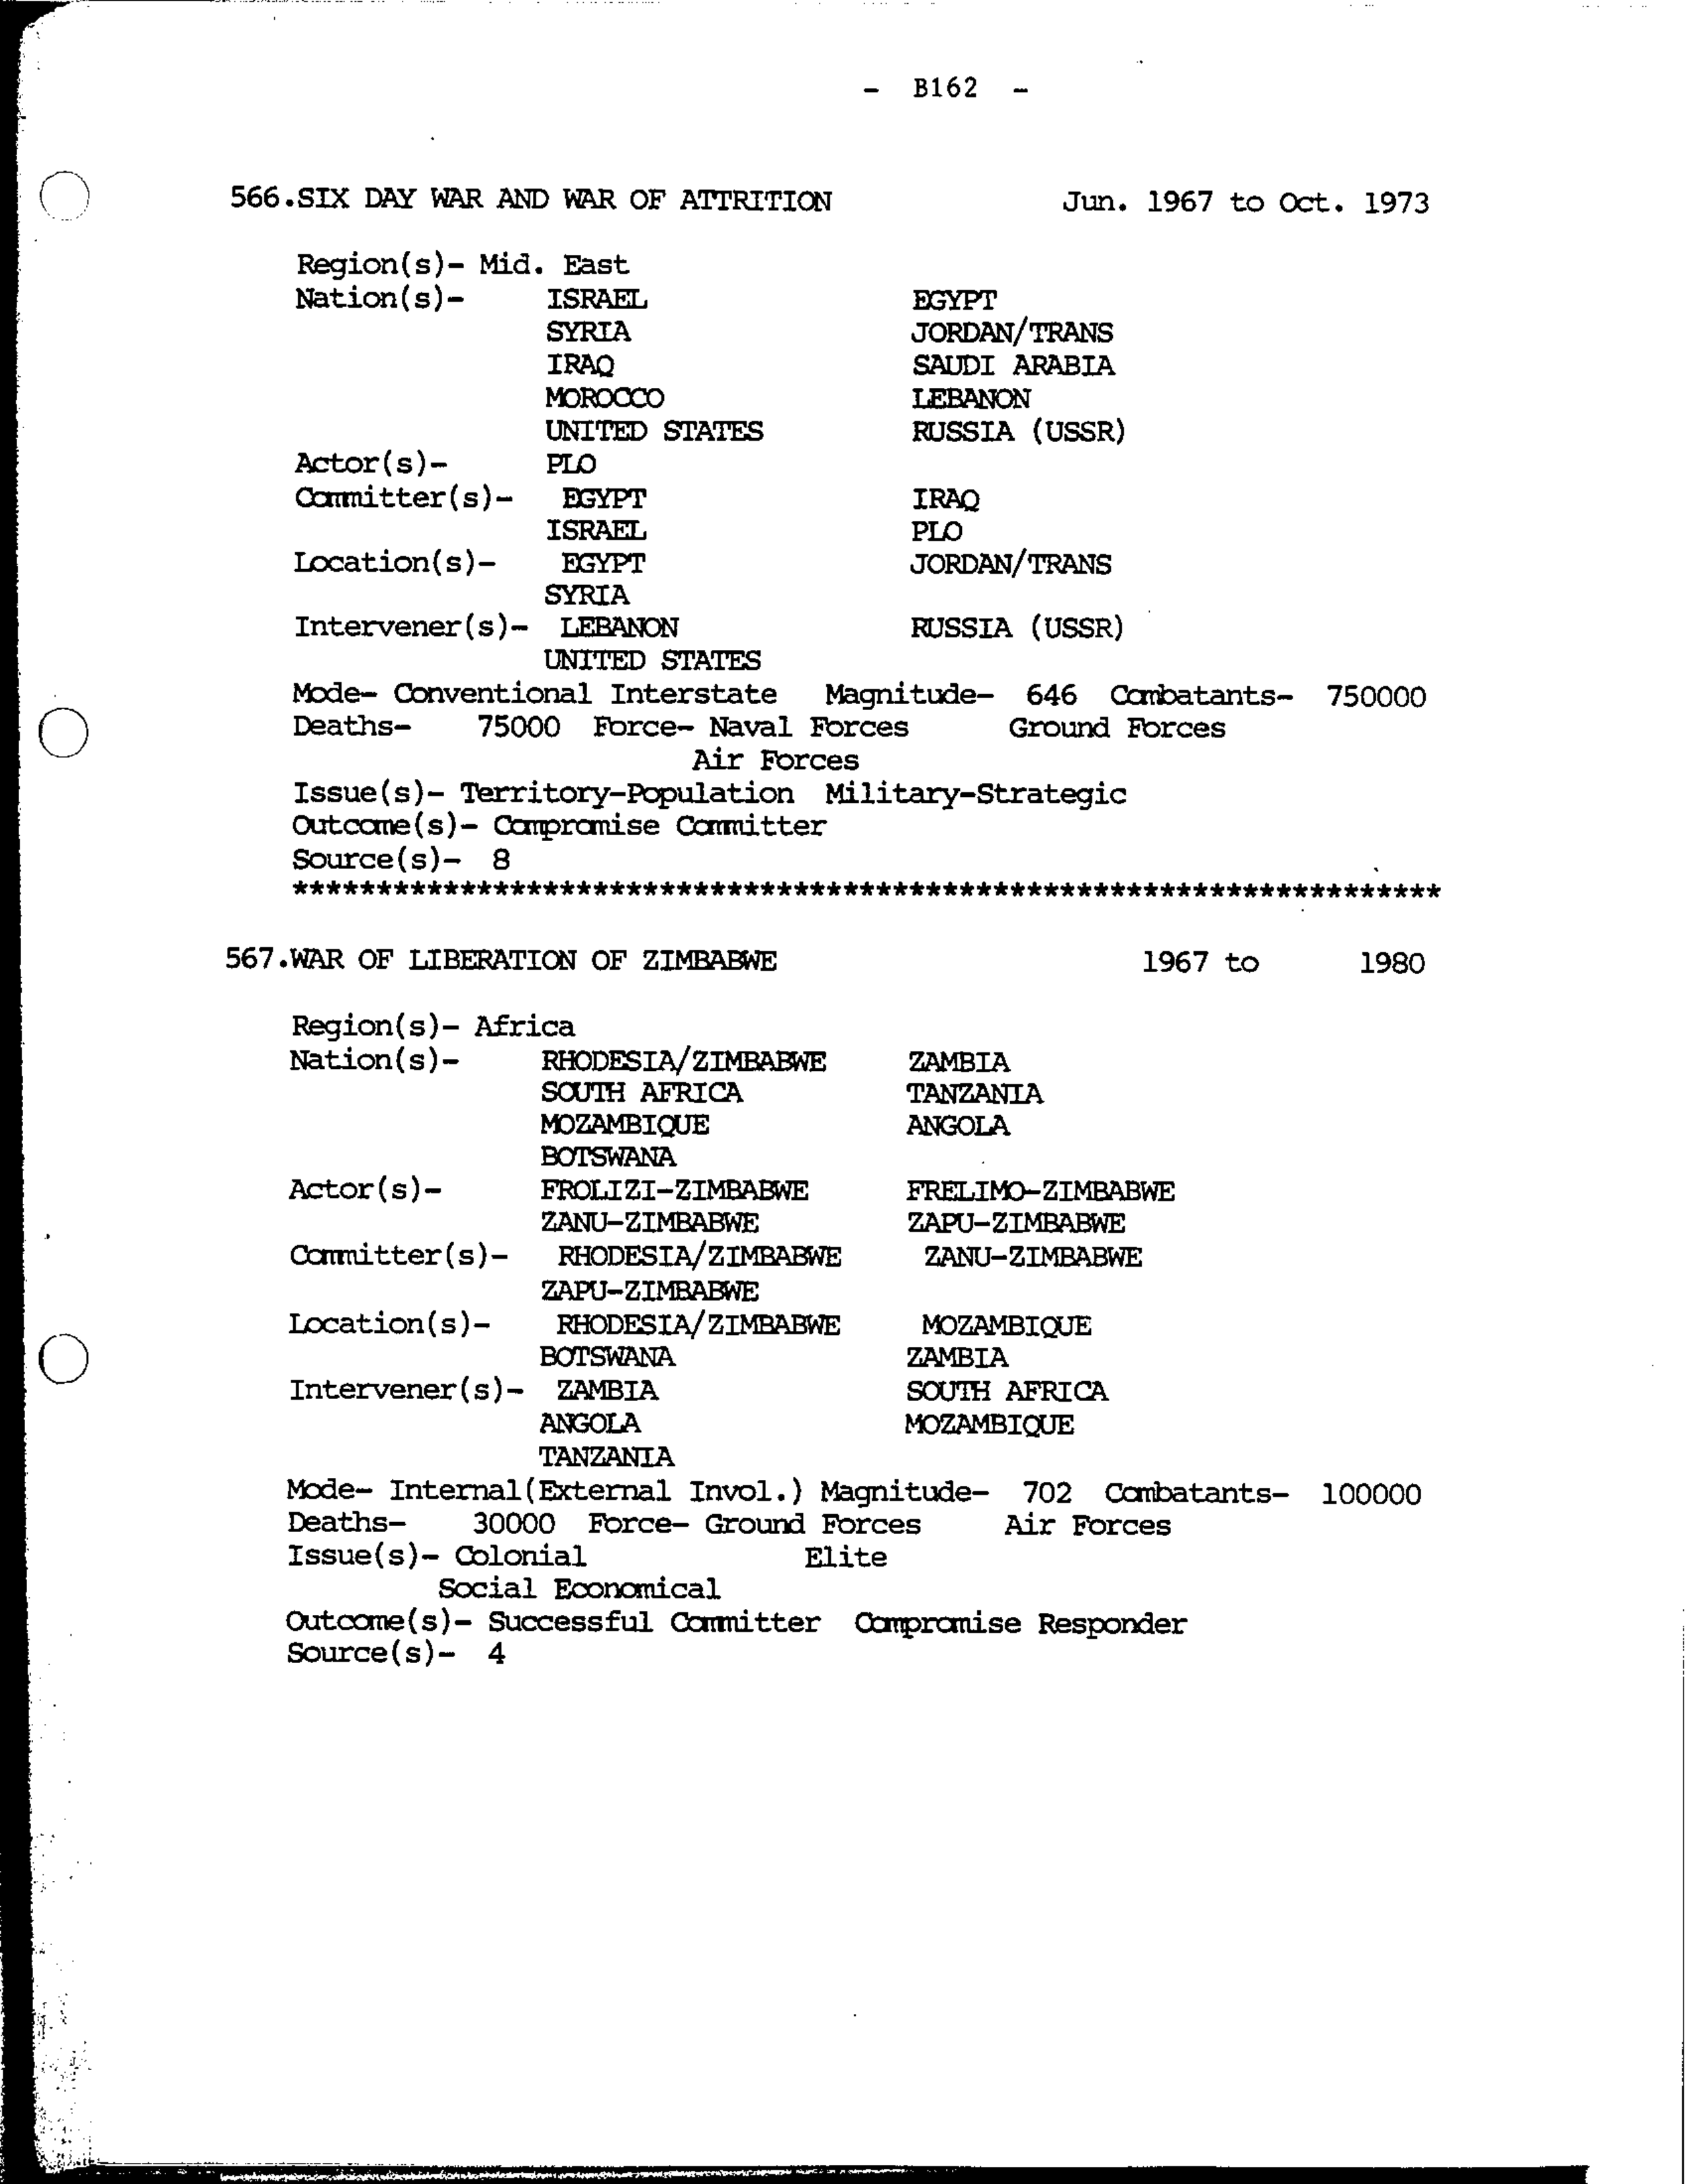 - B162 -
566.SIX DAY WAR AND WAR OF ATTRITION Jun. 1967 to Oct. 1973
Region(s)- Mid. East
Nation(s)- ISRAEL EGYPT
SYRIA JORDAN/TRANS
IRAQ SAUDI ARABIA
MOROCCO LEBANON
UNITED STATES RUSSIA (USSR)
Actor(s)- PLO
Committer(s)- EGYPT IRAQ
ISRAEL PLO
Location(s)- EGYPT JORDAN/TRANS
SYRIA
Intervener(s)- LEBANON RUSSIA (USSR)
UNITED STATES
Mode- Conventional Interstate Magnitude- 646 Combatants- 750000
Deaths- 75000 Force- Naval Forces Ground Forces
Air Forces
Issue(s)- Territory-Population Military-Strategic
Outcome(s)- Compromise Committer
Source(s)- 8
*********************************************************************
567.WAR OF LIBERATION OF ZIMBABWE 1967 to 1980
Region(s)- Africa
Nation(s)- RHODESIA/ZIMBABWE ZAMBIA
SOUTH AFRICA TANZANIA
MOZAMBIQUE ANGOLA
BOTSWANA
Actor(s)- FROLIZI-ZIMBABWE FRELIMO-ZIMBABWE
ZANU-ZIMBABWE ZAPU-ZIMBABWE
Committer(s)- RHODESIA/ZIMBABWE ZANU-ZIMBABWE
ZAPU-ZIMBABWE
Location(s)- RHODESIA/ZIMBABWE MOZAMBIQUE
BOTSWANA ZAMBIA
Intervener(s)- ZAMBIA SOUTH AFRICA
ANGOLA MOZAMBIQUE
TANZANIA
Mode- Internal(External Invol.) Magnitude- 702 Combatants- 100000
Deaths- 30000 Force- Ground Forces Air Forces
Issue(s)- Colonial Elite
Social Economical
Outcome(s)- Successful Committer Compromise Responder
Source(s)- 4